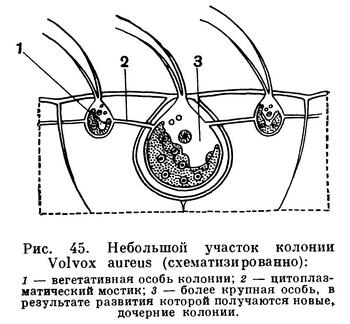 1
2
3
Рис. 45. Небольшой участок колонии
Volvox aureus (схематизированно):
1 — вегетативная особь колонии; 2 — цитоплаз-
матический мостик; 3 — более крупная особь, в
результате развития которой получаются новые,
дочерние колонии.